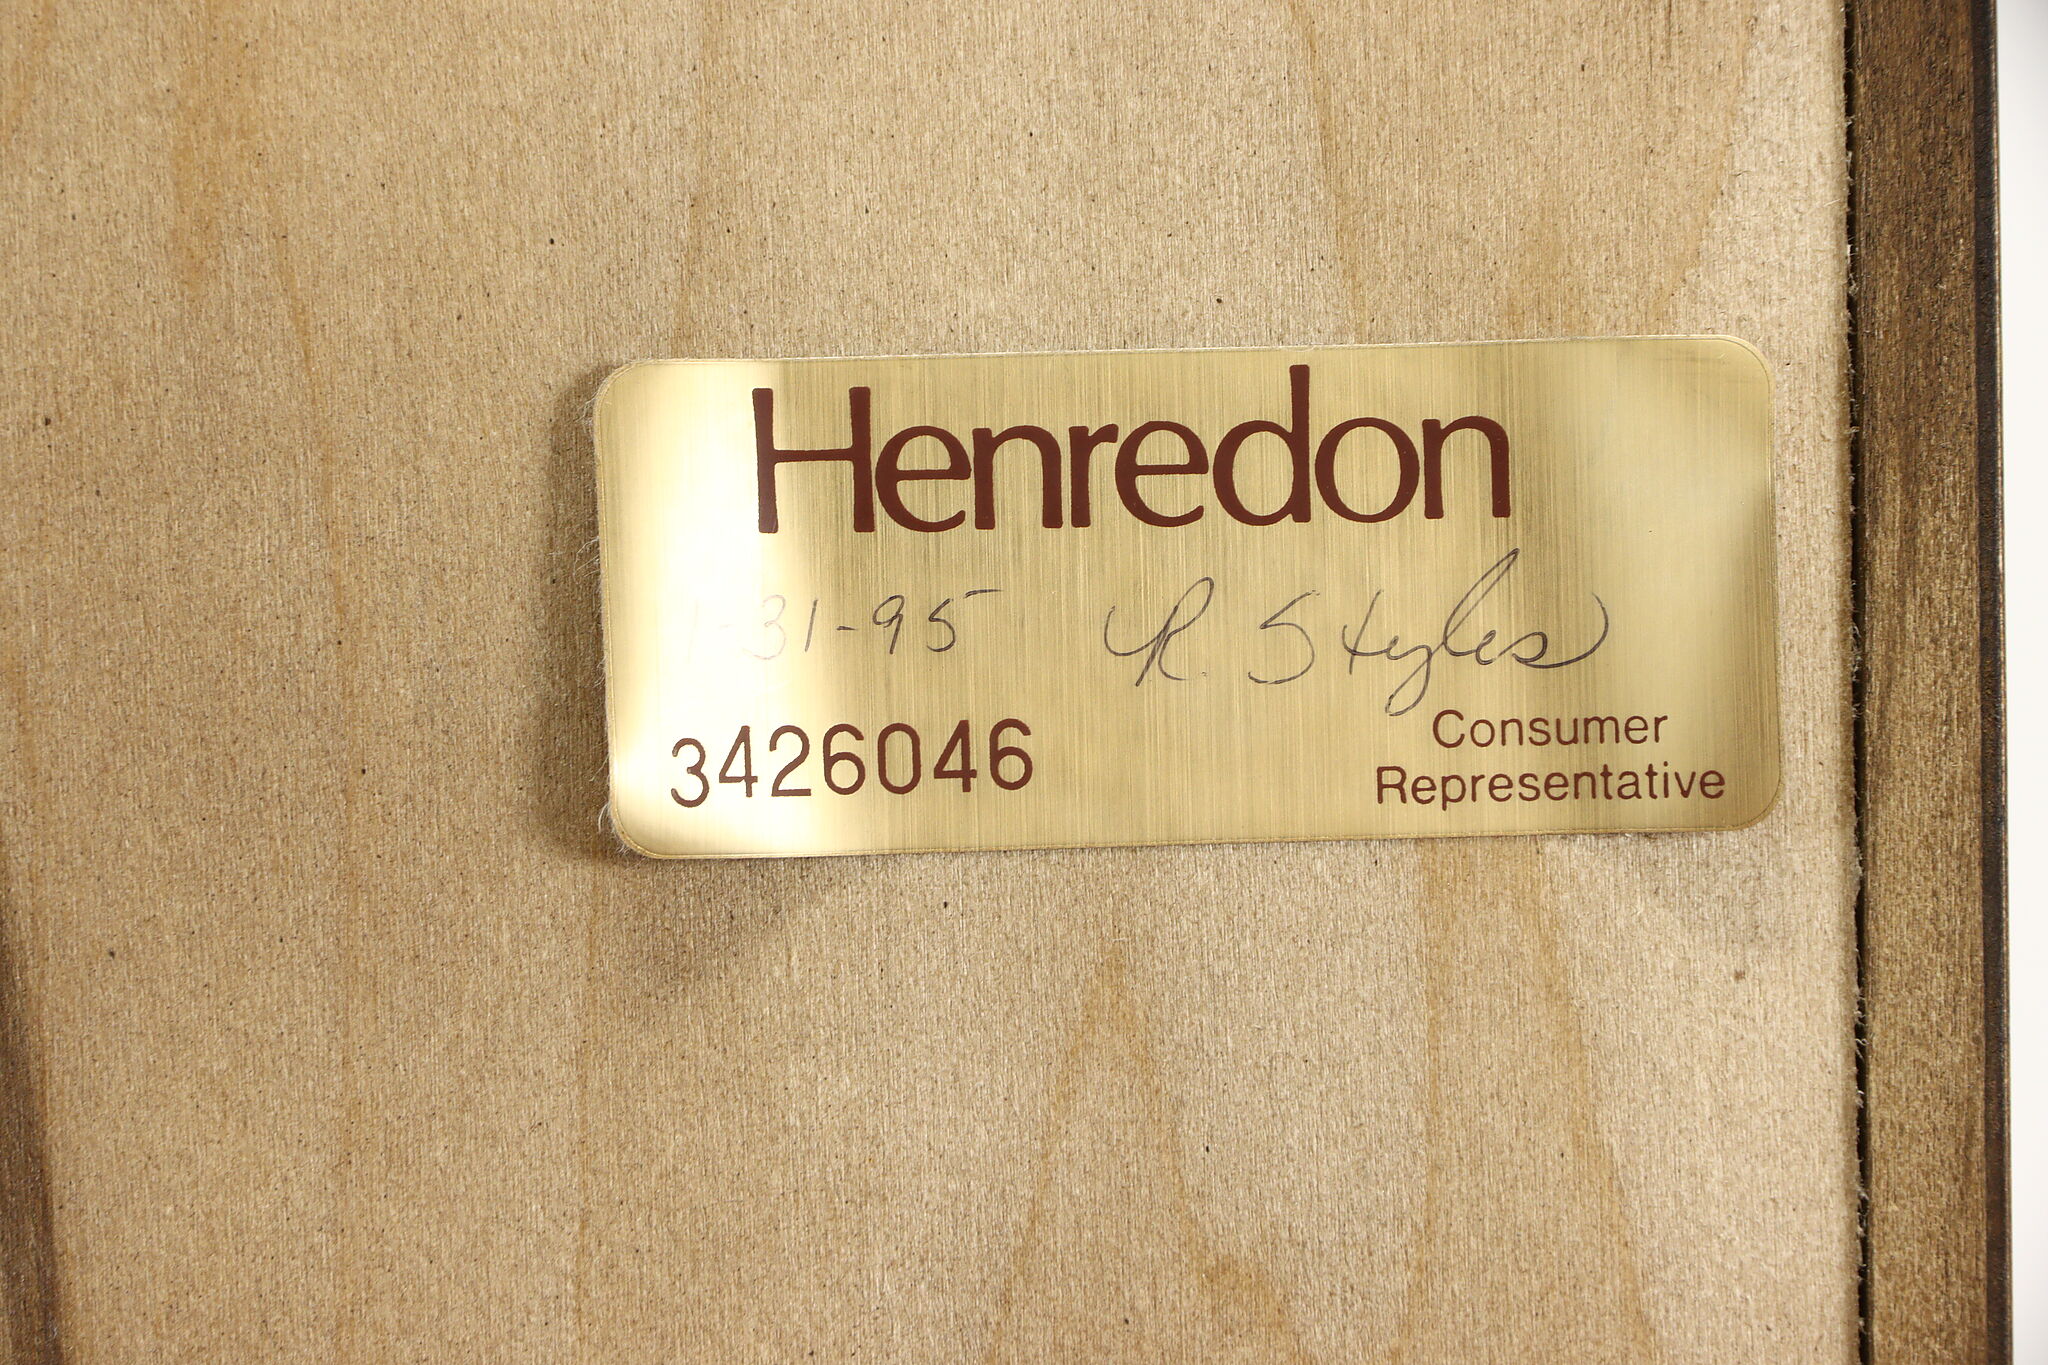 Henredon
1-31-95 R. Styles
3426046
Consumer
Representative